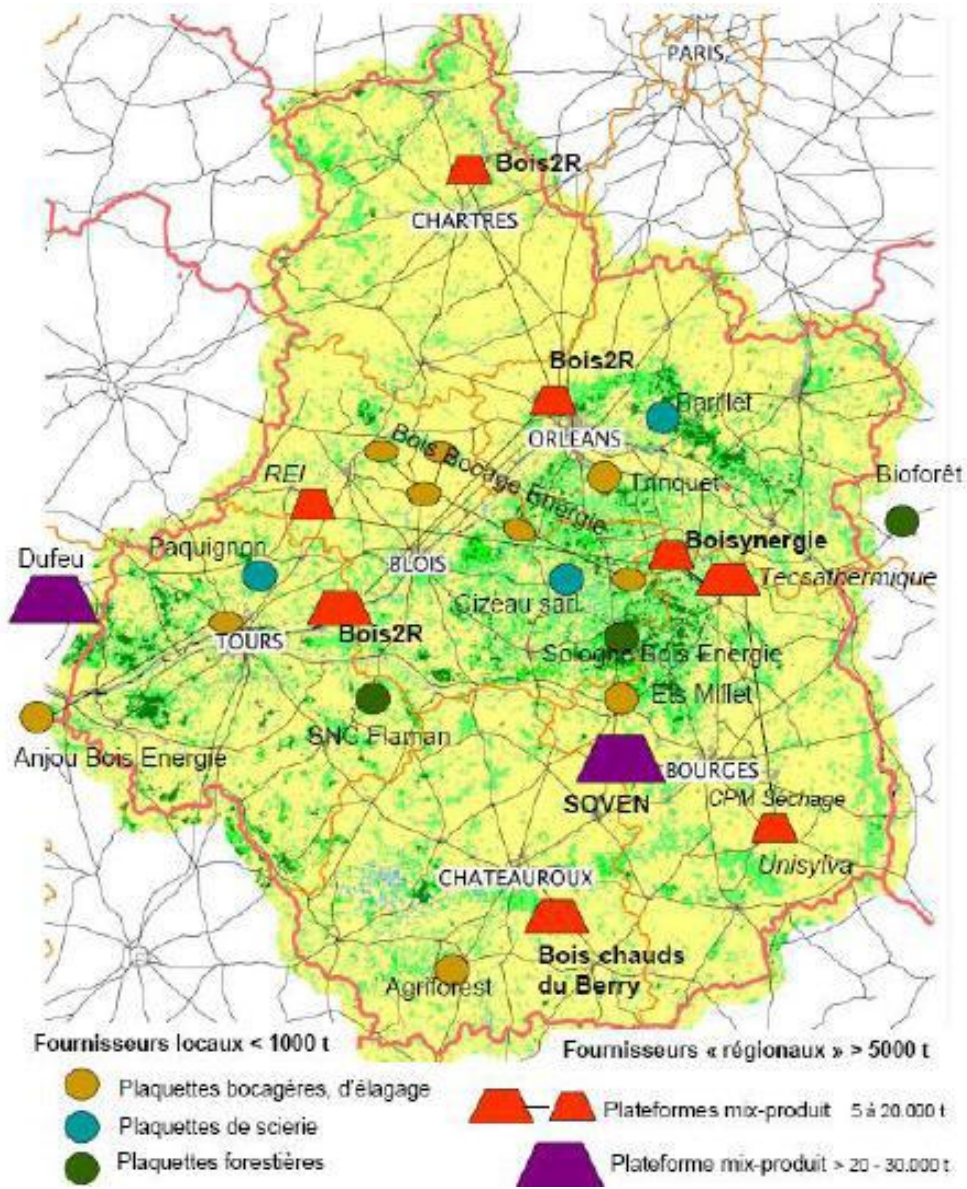 PARIS
Bois2R
CHARTRES
Bois2R
Barillet
ORLEANS
Bois Bocage Energie
Trinquet
REI
Bioforêt
Boisynergie
Dufeu
Paquignon
BLOIS
Tecsathermique
Cizeau sarl
Bois2R
TOURS
Sologne Bois Energie
Ets Millet
SNC Flaman
Anjou Bois Energie
BOURGES
SOVEN
CPM Séchage
Unisylva
CHATEAUROUX
Bois chauds
du Berry
Agriforest
Fournisseurs locaux < 1000 t
Fournisseurs « régionaux » > 5000 t
Plaquettes bocagères, d'élagage
Plateformes mix-produit 5 à 20.000 t
Plaquettes de scierie
Plaquettes forestières
Plateforme mix-produit > 20 - 30.000 t